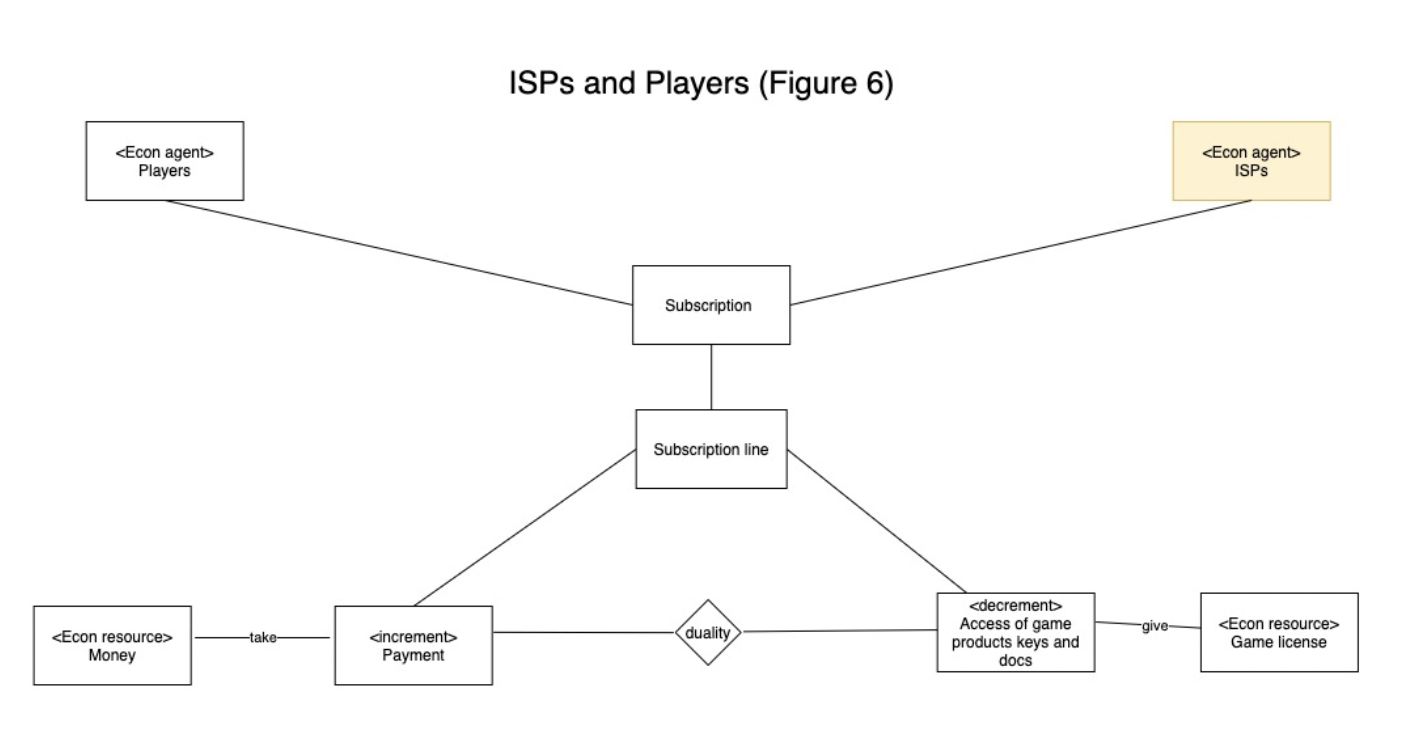 ISPs and Players (Figure 6)
<Econ agent>
Players
<Econ agent>
ISPs
Subscription
Subscription line
<Econ resource>
Money
take
<increment>
Payment
duality
<decrement>
Access of game
products keys and
docs
give
<Econ resource>
Game license